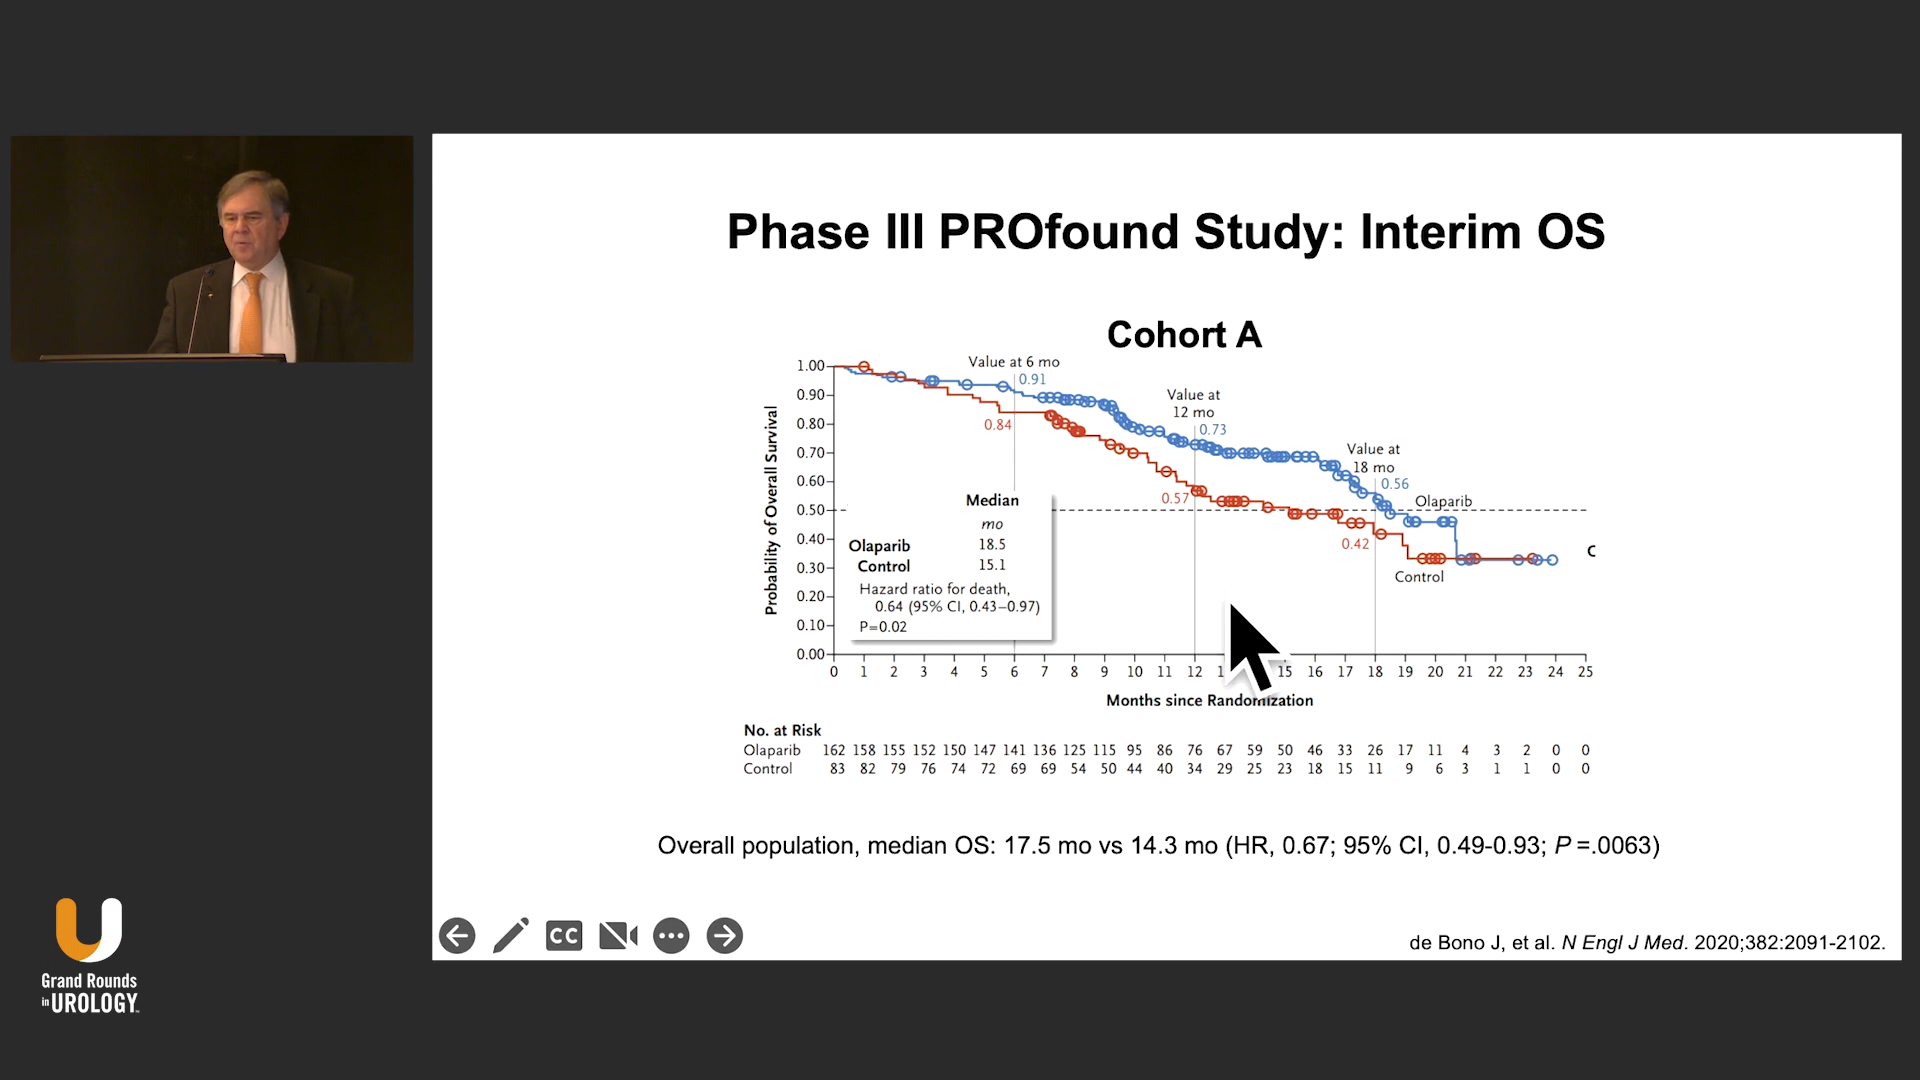 Phase III PROfound Study: Interim OS
Cohort A
Value at 6 mo
0.91
0.84
Value at
12 mo
0.73
0.57
Value at
18 mo
0.56
0.42
Olaparib
Control
C
Probability of Overall Survival
1.00
0.90
0.80
0.70
0.60
0.50
0.40
0.30
0.20
0.10
0.00
Median
mo
Olaparib 18.5
Control 15.1
Hazard ratio for death,
0.64 (95% CI, 0.43–0.97)
P=0.02
0 1 2 3 4 5 6 7 8 9 10 11 12 15 16 17 18 19 20 21 22 23 24 25
Months since Randomization
No. at Risk
Olaparib 162 158 155 152 150 147 141 136 125 115 95 86 76 67 59 50 46 33 26 17 11 4 3 2 0 0
Control 83 82 79 76 74 72 69 69 54 50 44 40 34 29 25 23 18 15 11 9 6 3 1 1 0 0
Overall population, median OS: 17.5 mo vs 14.3 mo (HR, 0.67; 95% CI, 0.49-0.93; P =.0063)
CC
de Bono J, et al. N Engl J Med. 2020;382:2091-2102.
Grand Rounds
in UROLOGY